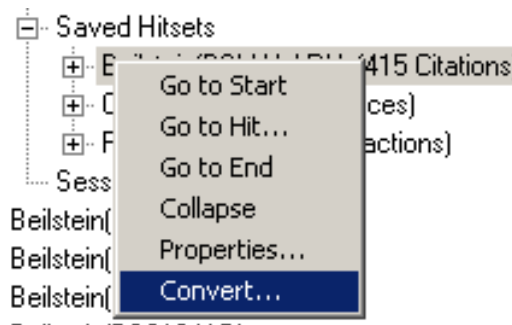 Saved Hitsets
415 Citations
Go to Start
ces)
Go to Hit...
actions)
Go to End
Sess
Collapse
Beilstein(
Properties...
Beilstein(
Convert...
Beilstein(